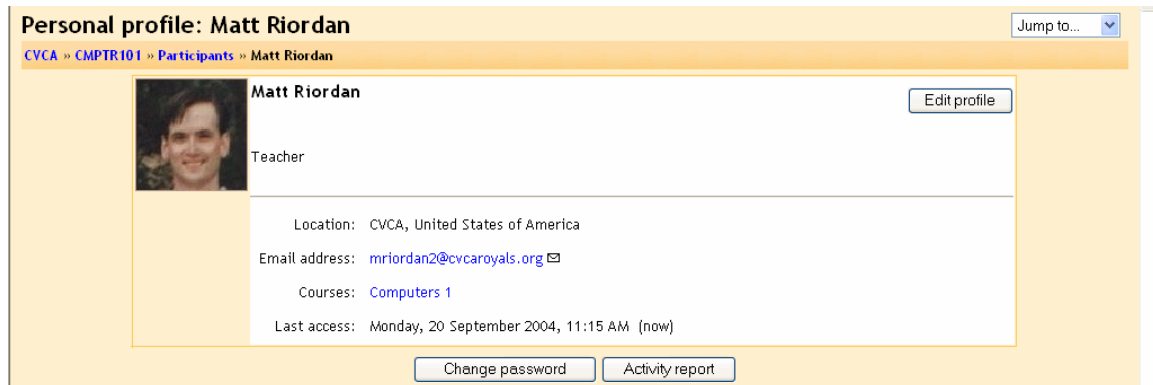 Personal profile: Matt Riordan
Jump to...
CVCA » CMPTR101 » Participants » Matt Riordan
Matt Riordan
Edit profile
Teacher
Location: CVCA, United States of America
Email address: mriordan2@cvcaroyals.org
Courses: Computers 1
Last access: Monday, 20 September 2004, 11:15 AM (now)
Change password
Activity report